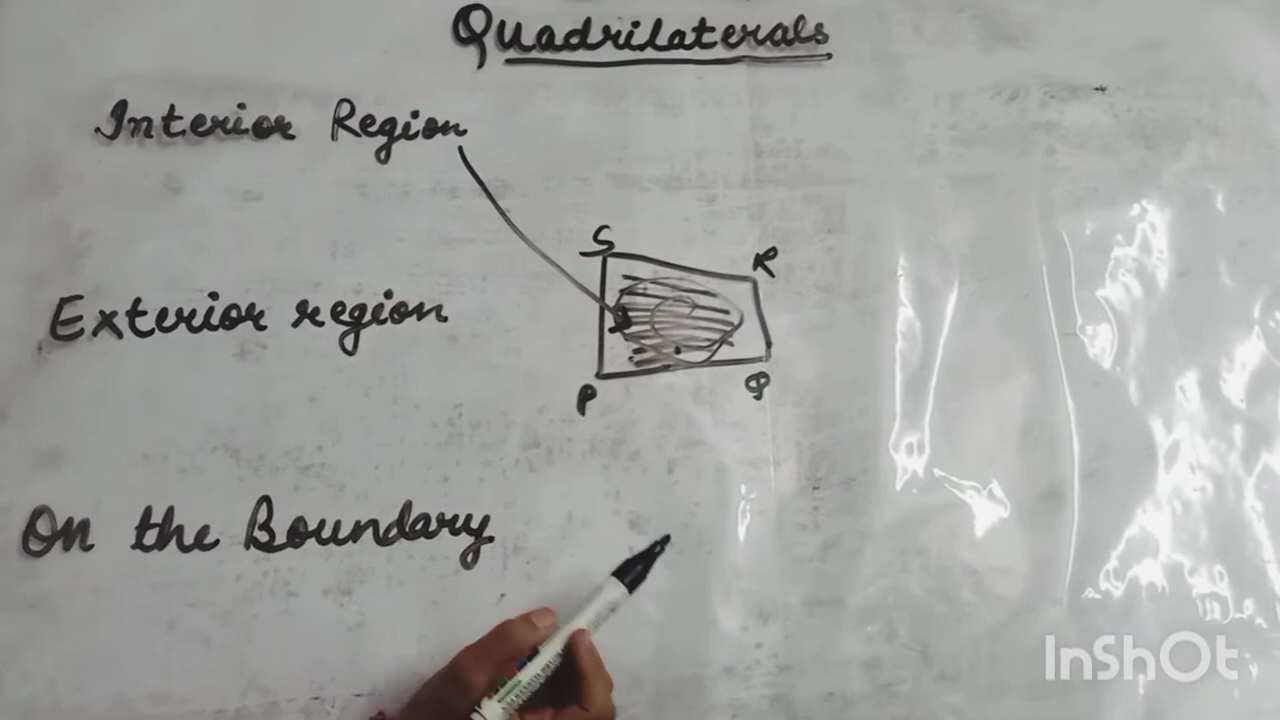 Quadrilaterals
Interior Region
S
R
Exterior region
P
Q
On the Boundary
InShOt